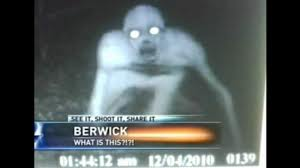 SEE IT, SHOOT IT, SHARE IT
BERWICK
WHAT IS THIS?!?!
01:44:12 am 12/04/2010 0139